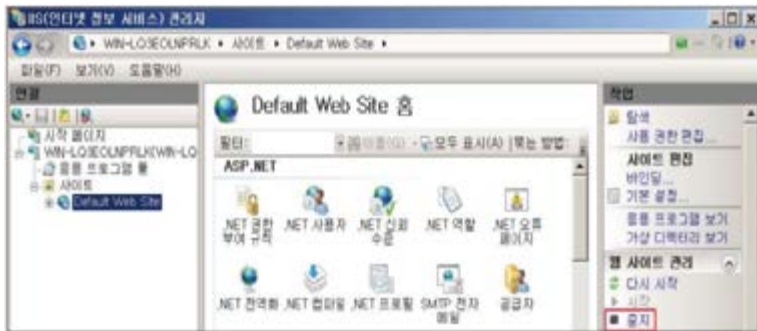 IIS(인터넷 정보 서비스) 관리자
▸ 사이트 ▸ Default Web Site ▸
파일(F) 보기(V) 도움말(H)
연결
시작 페이지
응용 프로그램 풀
사이트
Default Web Site
Default Web Site 홈
필터: 이동(G) 모두 표시(A) 묶는 방법:
ASP.NET
.NET 권한 부여 규칙
.NET 사용자
.NET 신뢰 수준
.NET 역할
.NET 오류 페이지
.NET 전역화
.NET 컴파일
.NET 프로필
SMTP 전자 메일
공급자
작업
탐색
사용 권한 편집...
사이트 편집
바인딩...
기본 설정...
응용 프로그램 보기
가상 디렉터리 보기
웹 사이트 관리
다시 시작
시작
중지